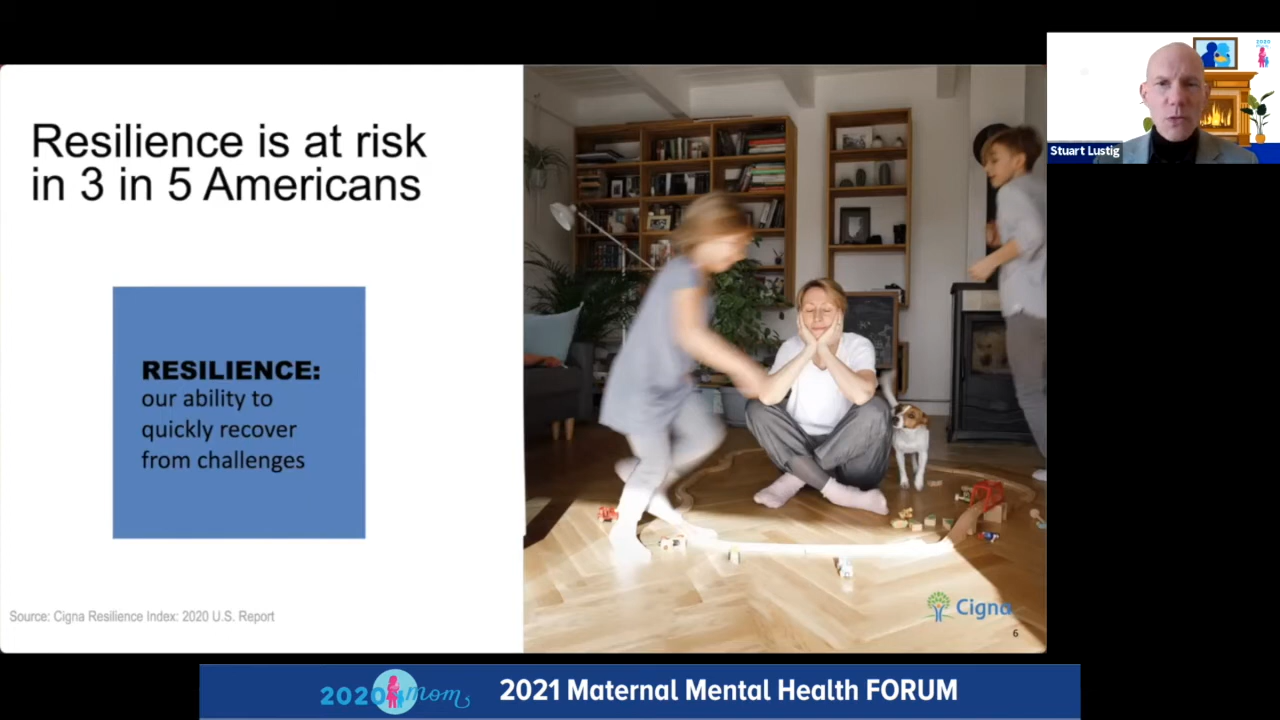 Resilience is at risk
in 3 in 5 Americans
RESILIENCE:
our ability to
quickly recover
from challenges
Source: Cigna Resilience Index: 2020 U.S. Report
Cigna
6
Stuart Lustig
2020 mom
2021 Maternal Mental Health FORUM